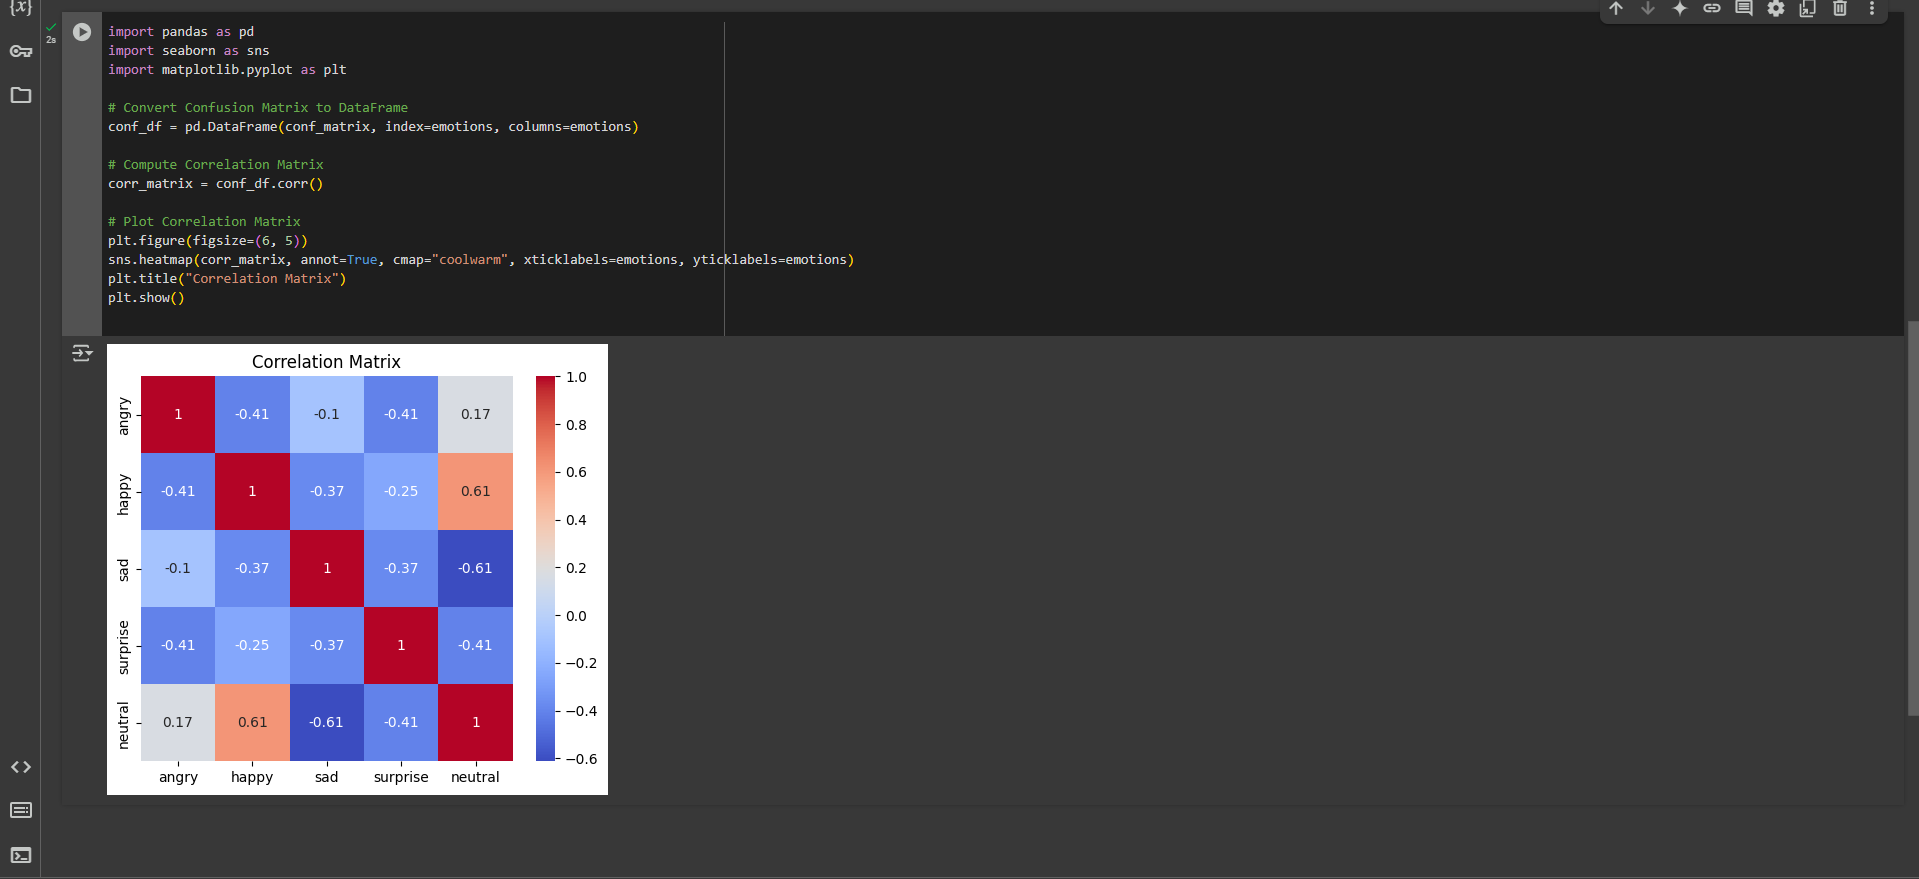 {x}
2s
import pandas as pd
import seaborn as sns
import matplotlib.pyplot as plt
# Convert Confusion Matrix to DataFrame
conf_df = pd.DataFrame(conf_matrix, index=emotions, columns=emotions)
# Compute Correlation Matrix
corr_matrix = conf_df.corr()
# Plot Correlation Matrix
plt.figure(figsize=(6, 5))
sns.heatmap(corr_matrix, annot=True, cmap="coolwarm", xticklabels=emotions, yticklabels=emotions)
plt.title("Correlation Matrix")
plt.show()
Correlation Matrix
angry 1 -0.41 -0.1 -0.41 0.17
happy -0.41 1 -0.37 -0.25 0.61
sad -0.1 -0.37 1 -0.37 -0.61
surprise -0.41 -0.25 -0.37 1 -0.41
neutral 0.17 0.61 -0.61 -0.41 1
angry happy sad surprise neutral
1.0
0.8
0.6
0.4
0.2
0.0
−0.2
−0.4
−0.6